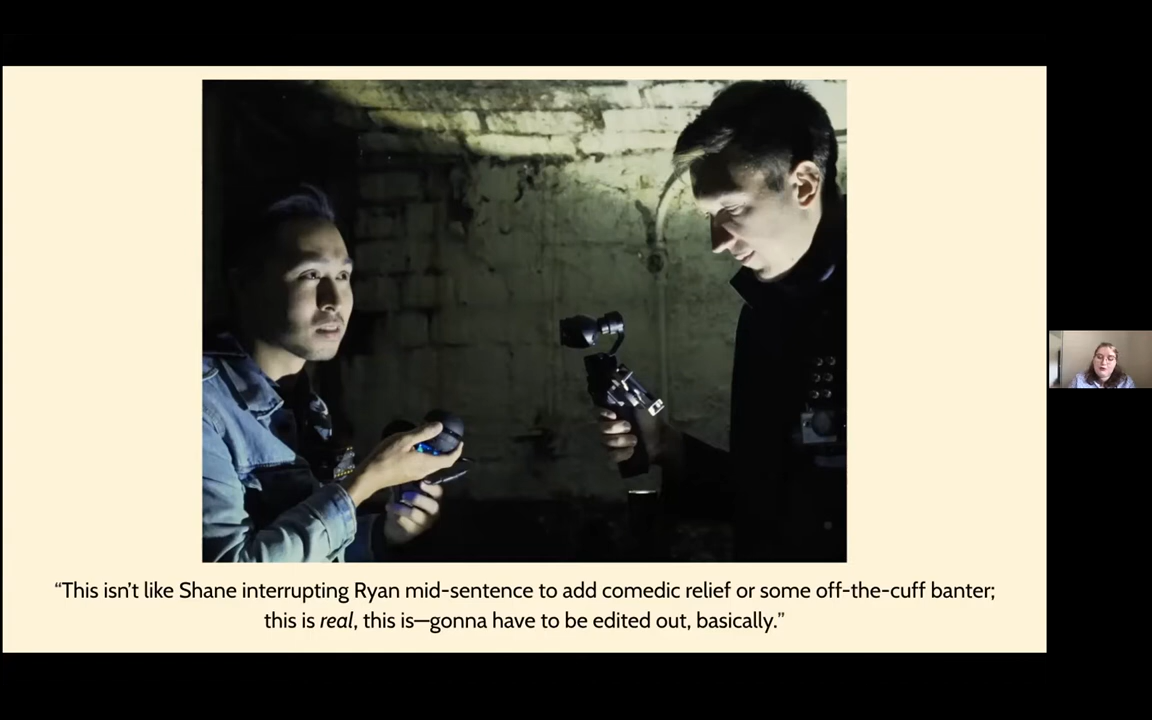 “This isn’t like Shane interrupting Ryan mid-sentence to add comedic relief or some off-the-cuff banter;
this is real, this is—gonna have to be edited out, basically.”